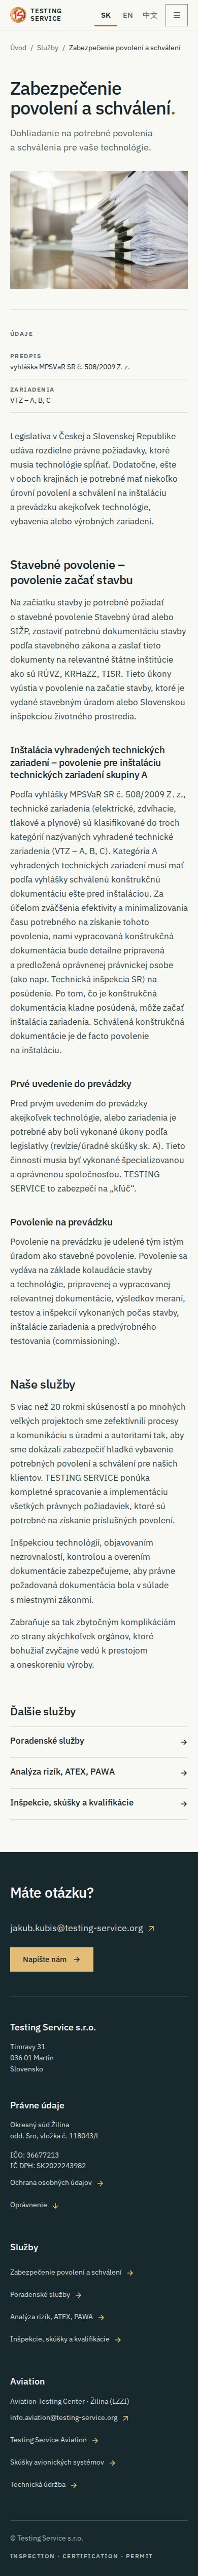 TESTING
SERVICE
SK EN 中文
Úvod / Služby / Zabezpečenie povolení a schválení
Zabezpečenie
povolení a schválení.
Dohliadanie na potrebné povolenia
a schválenia pre vaše technológie.
ÚDAJE
PREDPIS
vyhláška MPSVaR SR č. 508/2009 Z. z.
ZARIADENIA
VTZ – A, B, C
Legislatíva v Českej a Slovenskej Republike
udáva rozdielne právne požiadavky, ktoré
musia technologie spĺňať. Dodatočne, ešte
v oboch krajinách je potrebné mať niekoľko
úrovní povolení a schválení na inštaláciu
a prevádzku akejkoľvek technológie,
vybavenia alebo výrobných zariadení.
Stavebné povolenie –
povolenie začať stavbu
Na začiatku stavby je potrebné získať
o stavebné povolenie Stavebný úrad alebo
SIŽP, zostaviť potrebnú dokumentáciu stavby
podľa stavebného zákona a zaslať tieto
dokumenty na relevantné štátne inštitúcie
ako sú RÚVZ, KRHaZZ, TISR. Tieto úkony
vyústia v povolenie na začatie stavby, ktoré je
vydané stavebným úradom alebo Slovenskou
inšpekciou životného prostredia.
Inštalácia vyhradených technických
zariadení – povolenie pre inštaláciu
technických zariadení skupiny A
Podľa vyhlášky MPSVaR SR č. 508/2009 Z. z.,
technické zariadenia (elektrické, zdvíhacie,
tlakové a plynové) sú klasifikované do troch
kategórií nazývaných vyhradené technické
zariadenia (VTZ – A, B, C). Kategória A
vyhradených technických zariadení musí mať
podľa vyhlášky schválenú konštrukčnú
dokumentáciu ešte pred inštaláciou. Za
účelom zväčšenia efektivity a minimalizovania
času potrebného na získanie tohoto
povolenia, nami vypracovaná konštrukčná
dokumentácia bude detailne pripravená
a predložená oprávnenej právnickej osobe
(ako napr. Technická inšpekcia SR) na
posúdenie. Po tom, čo je konštrukčná
dokumentácia kladne posúdená, môže začať
inštalácia zariadenia. Schválená konštrukčná
dokumentácie je de facto povolenie
na inštaláciu.
Prvé uvedenie do prevádzky
Pred prvým uvedením do prevádzky
akejkoľvek technológie, alebo zariadenia je
potrebné aby boli vykonané úkony podľa
legislatívy (revízie/úradné skúšky sk. A). Tieto
činnosti musia byť vykonané špecializovanou
a oprávnenou spoločnosťou. TESTING
SERVICE to zabezpečí na „kľúč“.
Povolenie na prevádzku
Povolenie na prevádzku je udelené tým istým
úradom ako stavebné povolenie. Povolenie sa
vydáva na základe kolaudácie stavby
a technológie, pripravenej a vypracovanej
relevantnej dokumentácie, výsledkov meraní,
testov a inšpekcií vykonaných počas stavby,
inštalácie zariadenia a predvýrobného
testovania (commissioning).
Naše služby
S viac než 20 rokmi skúseností a po mnohých
veľkých projektoch sme zefektívnili procesy
a komunikáciu s úradmi a autoritami tak, aby
sme dokázali zabezpečiť hladké vybavenie
potrebných povolení a schválení pre našich
klientov. TESTING SERVICE ponúka
kompletné spracovanie a implementáciu
všetkých právnych požiadaviek, ktoré sú
potrebné na získanie príslušných povolení.
Inšpekciou technológií, objavovaním
nezrovnalostí, kontrolou a overením
dokumentácie zabezpečujeme, aby právne
požadovaná dokumentácia bola v súlade
s miestnymi zákonmi.
Zabraňuje sa tak zbytočným komplikáciám
zo strany akýchkoľvek orgánov, ktoré
bohužiaľ zvyčajne vedú k prestojom
a oneskoreniu výroby.
Ďalšie služby
Poradenské služby →
Analýza rizík, ATEX, PAWA →
Inšpekcie, skúšky a kvalifikácie →
Máte otázku?
jakub.kubis@testing-service.org ↗
Napíšte nám →
Testing Service s.r.o.
Timravy 31
036 01 Martin
Slovensko
Právne údaje
Okresný súd Žilina
odd. Sro, vložka č. 118043/L
IČO: 36677213
IČ DPH: SK2022243982
Ochrana osobných údajov →
Oprávnenie ↓
Služby
Zabezpečenie povolení a schválení →
Poradenské služby →
Analýza rizík, ATEX, PAWA →
Inšpekcie, skúšky a kvalifikácie →
Aviation
Aviation Testing Center · Žilina (LZZI)
info.aviation@testing-service.org ↗
Testing Service Aviation →
Skúšky avionických systémov →
Technická údržba →
© Testing Service s.r.o.
INSPECTION · CERTIFICATION · PERMIT